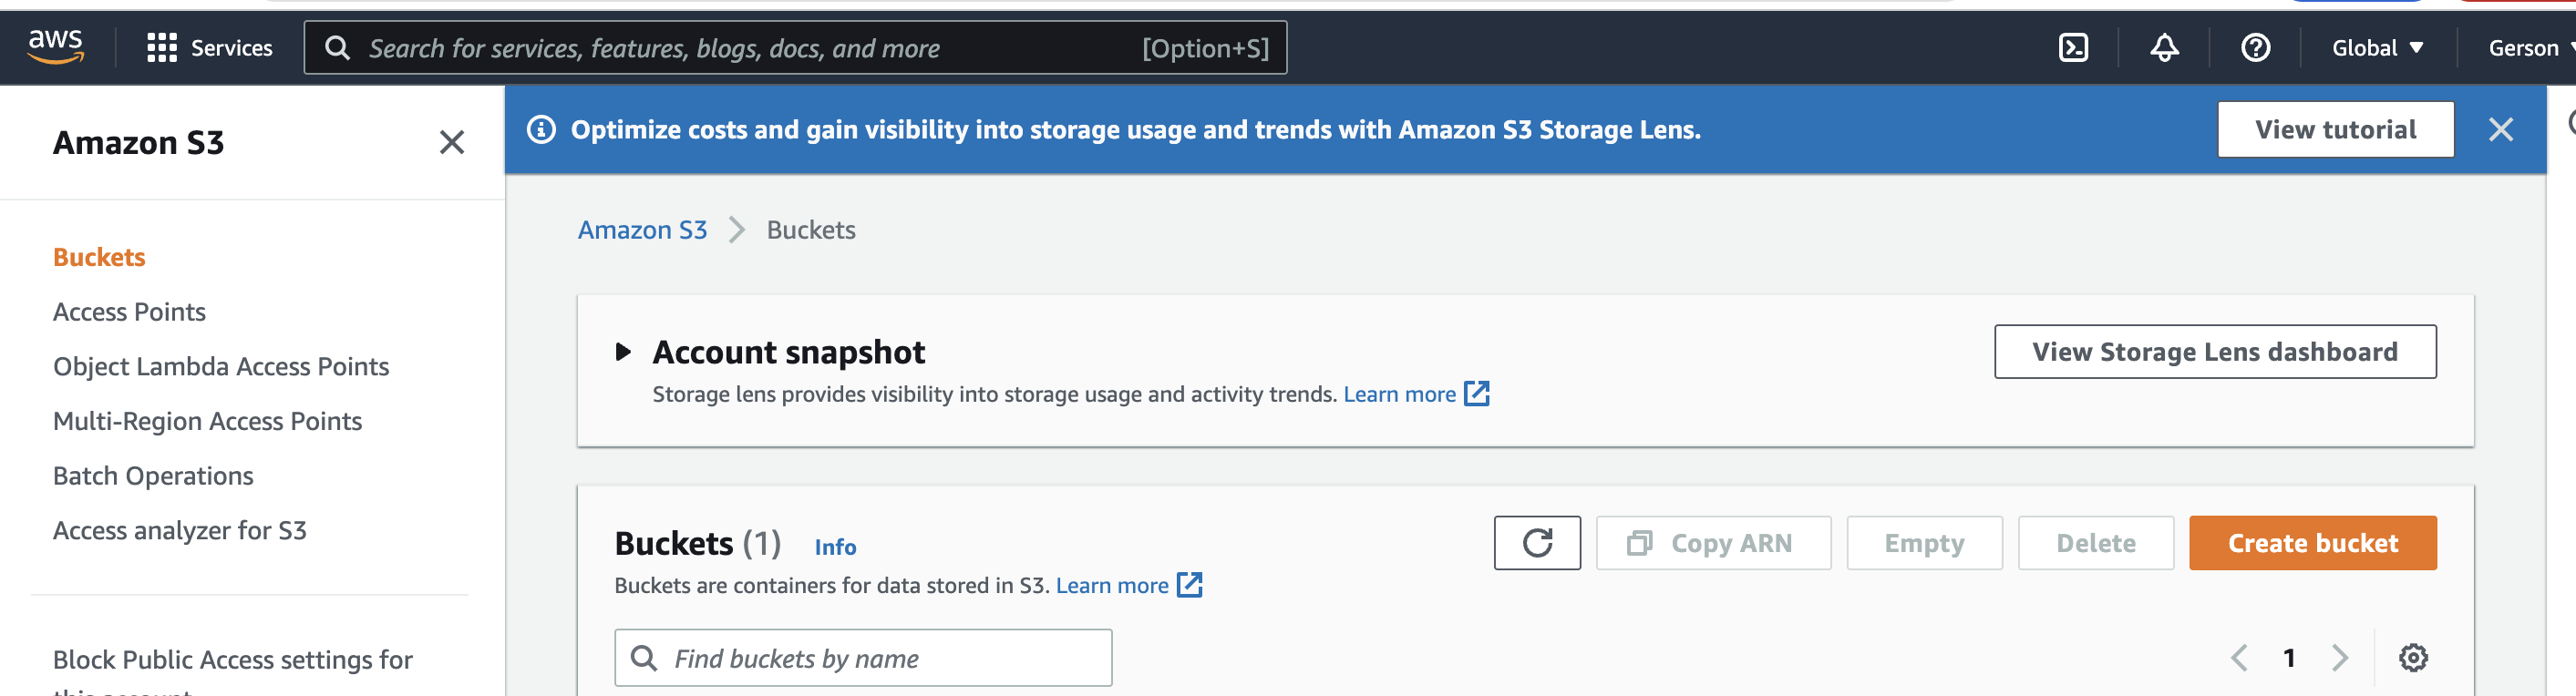 aws
Services
Search for services, features, blogs, docs, and more
[Option+S]
Global
Gerson
Amazon S3
Optimize costs and gain visibility into storage usage and trends with Amazon S3 Storage Lens.
View tutorial
Buckets
Access Points
Object Lambda Access Points
Multi-Region Access Points
Batch Operations
Access analyzer for S3
Block Public Access settings for
this account
Amazon S3 > Buckets
Account snapshot
View Storage Lens dashboard
Storage lens provides visibility into storage usage and activity trends. Learn more
Buckets (1) Info
Copy ARN
Empty
Delete
Create bucket
Buckets are containers for data stored in S3. Learn more
Find buckets by name
1